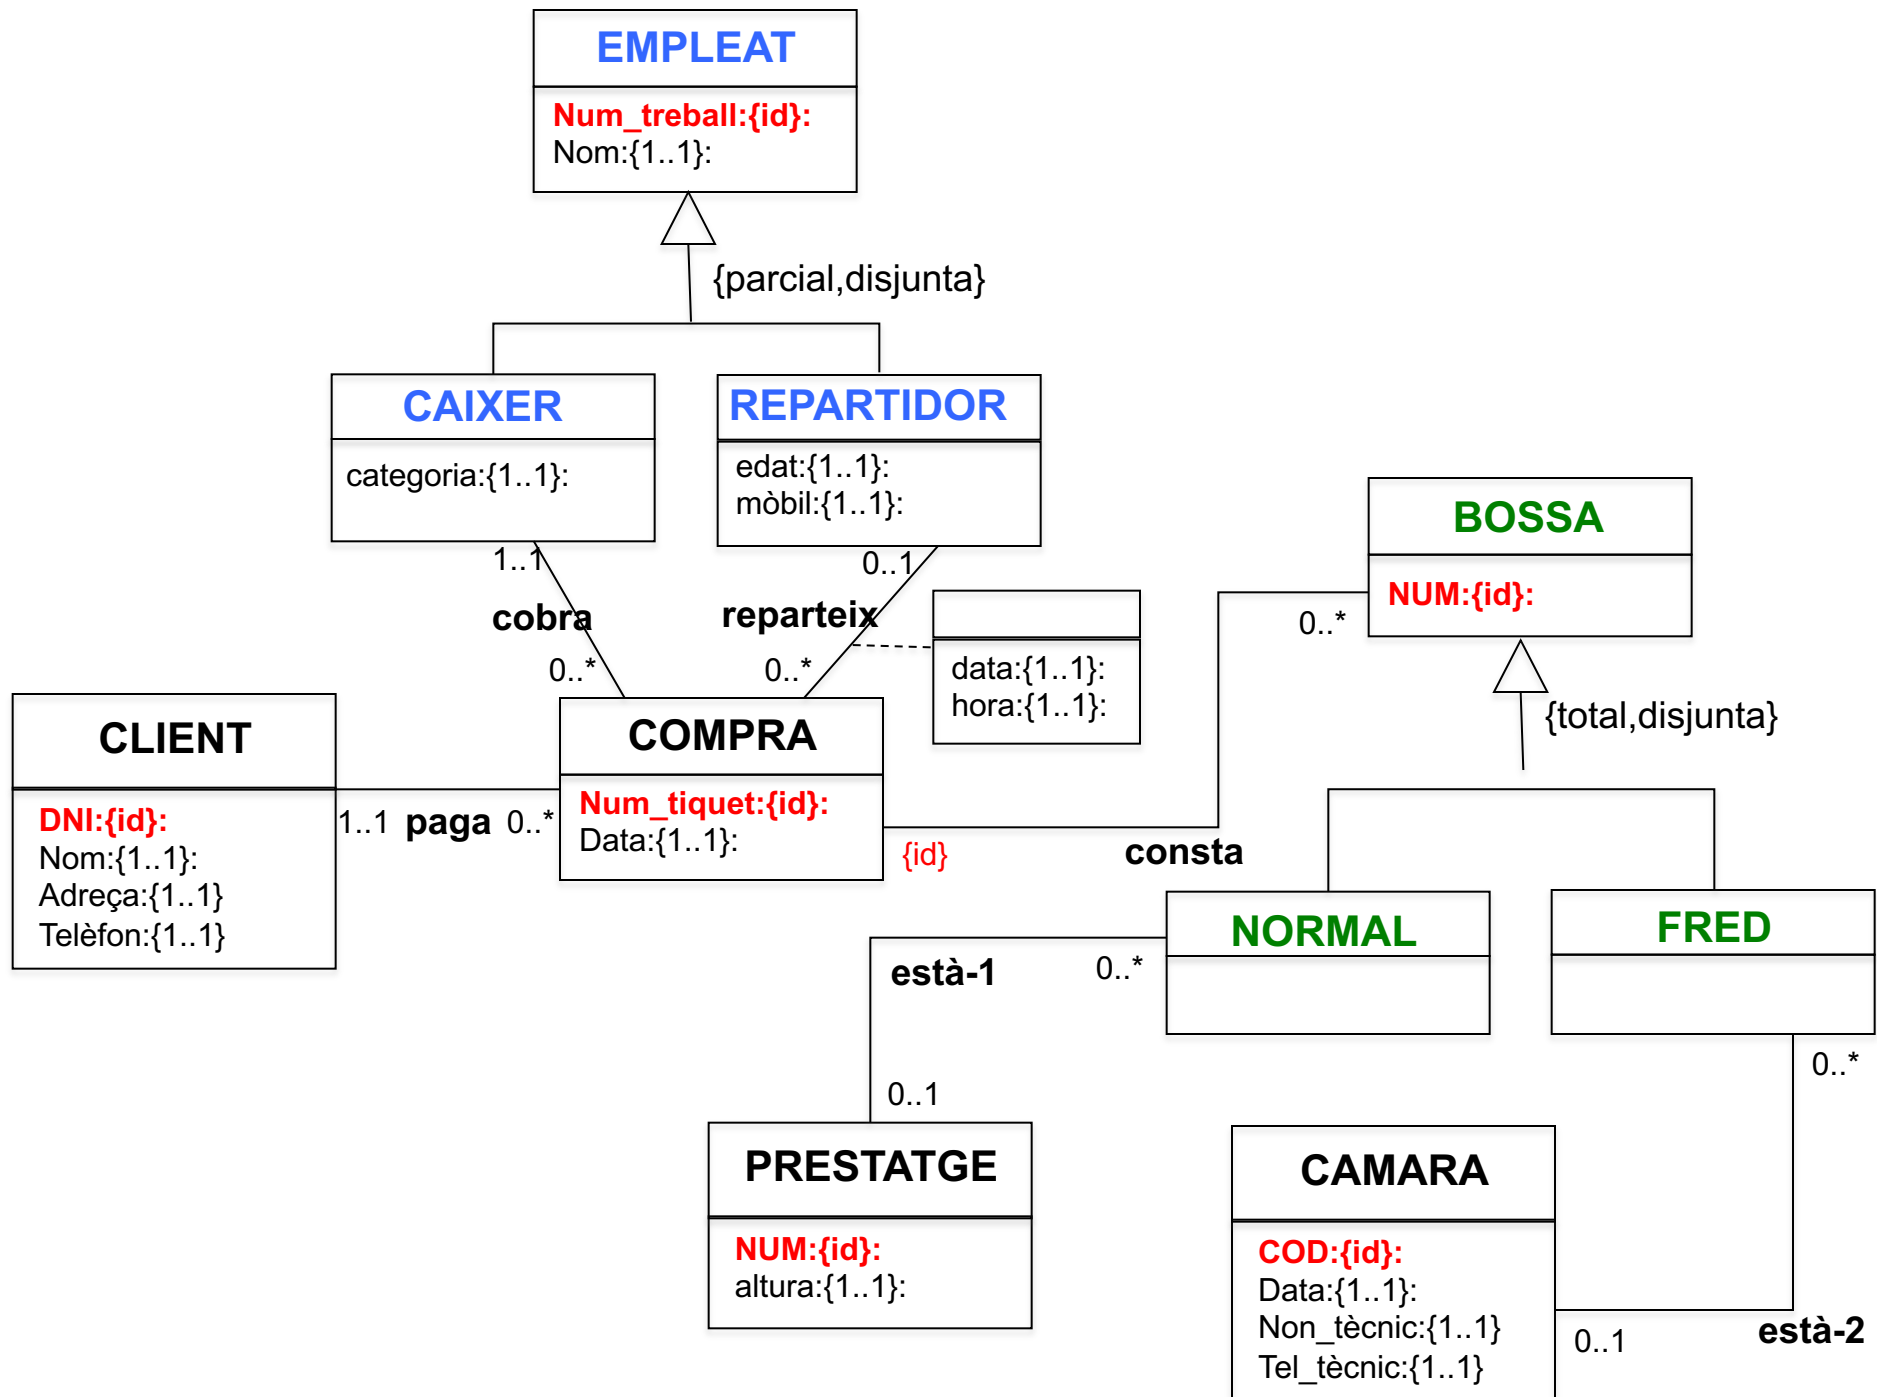 EMPLEAT
Num_treball:{id}:
Nom:{1..1}:
{parcial,disjunta}
CAIXER
categoria:{1..1}:
REPARTIDOR
edat:{1..1}:
mòbil:{1..1}:
BOSSA
NUM:{id}:
1..1
cobra
0..*
0..1
reparteix
0..*
data:{1..1}:
hora:{1..1}:
0..*
{total,disjunta}
CLIENT
DNI:{id}:
Nom:{1..1}:
Adreça:{1..1}
Telèfon:{1..1}
1..1 paga 0..*
COMPRA
Num_tiquet:{id}:
Data:{1..1}:
{id}
consta
NORMAL
FRED
està-1
0..*
0..1
0..*
PRESTATGE
NUM:{id}:
altura:{1..1}:
CAMARA
COD:{id}:
Data:{1..1}:
Non_tècnic:{1..1}
Tel_tècnic:{1..1}
0..1
està-2